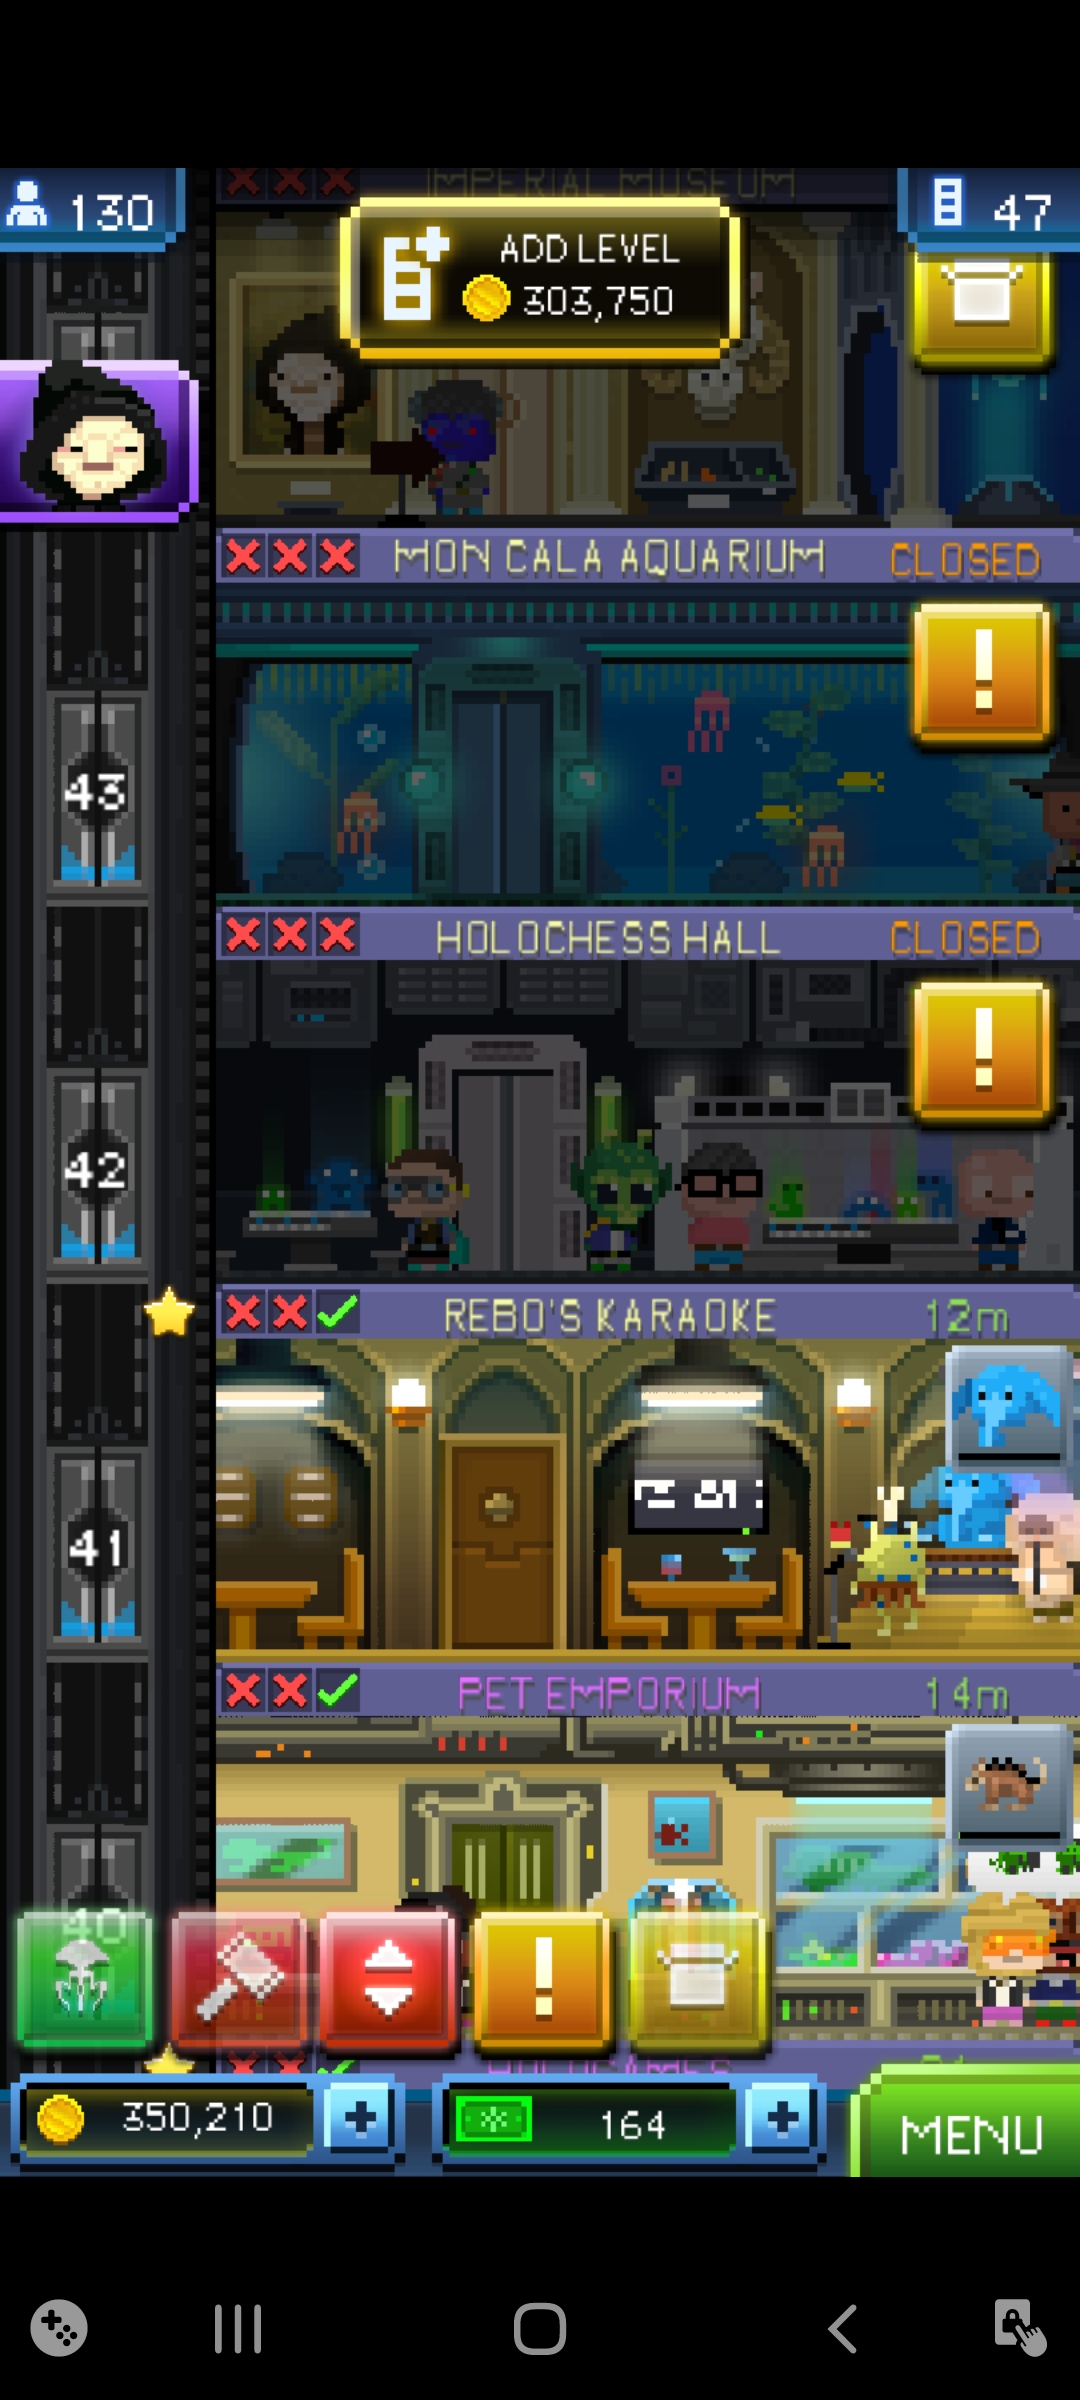 IMPERIAL MUSEUM
130
47
ADD LEVEL
303,750
MON CALA AQUARIUM CLOSED
!
43
HOLOCHESS HALL CLOSED
!
42
REBO'S KARAOKE 12m
41
PET EMPORIUM 14m
40
!
HOLOGAMES
350,210 +
164 +
MENU